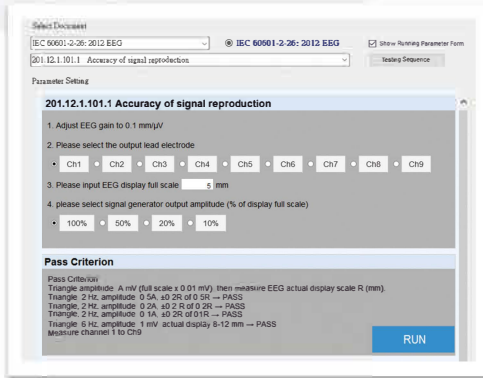 Select Document
IEC 60601-2-26: 2012 EEG
IEC 60601-2-26: 2012 EEG
Show Running Parameter Form
201.12.1.101.1 Accuracy of signal reproduction
Testing Sequence
Parameter Setting
201.12.1.101.1 Accuracy of signal reproduction
1. Adjust EEG gain to 0.1 mm/µV
2. Please select the output lead electrode
Ch1 Ch2 Ch3 Ch4 Ch5 Ch6 Ch7 Ch8 Ch9
3. Please input EEG display full scale 5 mm
4. please select signal generator output amplitude (% of display full scale)
100% 50% 20% 10%
Pass Criterion
Pass Criterion
Triangle amplitude A mV (full scale x 0.01 mV), then measure EEG actual display scale R (mm).
Triangle, 2 Hz, amplitude 0 5A, ±0 2R of 0 5R → PASS
Triangle, 2 Hz, amplitude 0 2A, ±0 2 R of 0 2R → PASS
Triangle, 2 Hz, amplitude 0 1A, ±0 2R of 01R → PASS
Triangle 6 Hz, amplitude 1 mV actual display 8-12 mm → PASS
Measure channel 1 to Ch9
RUN